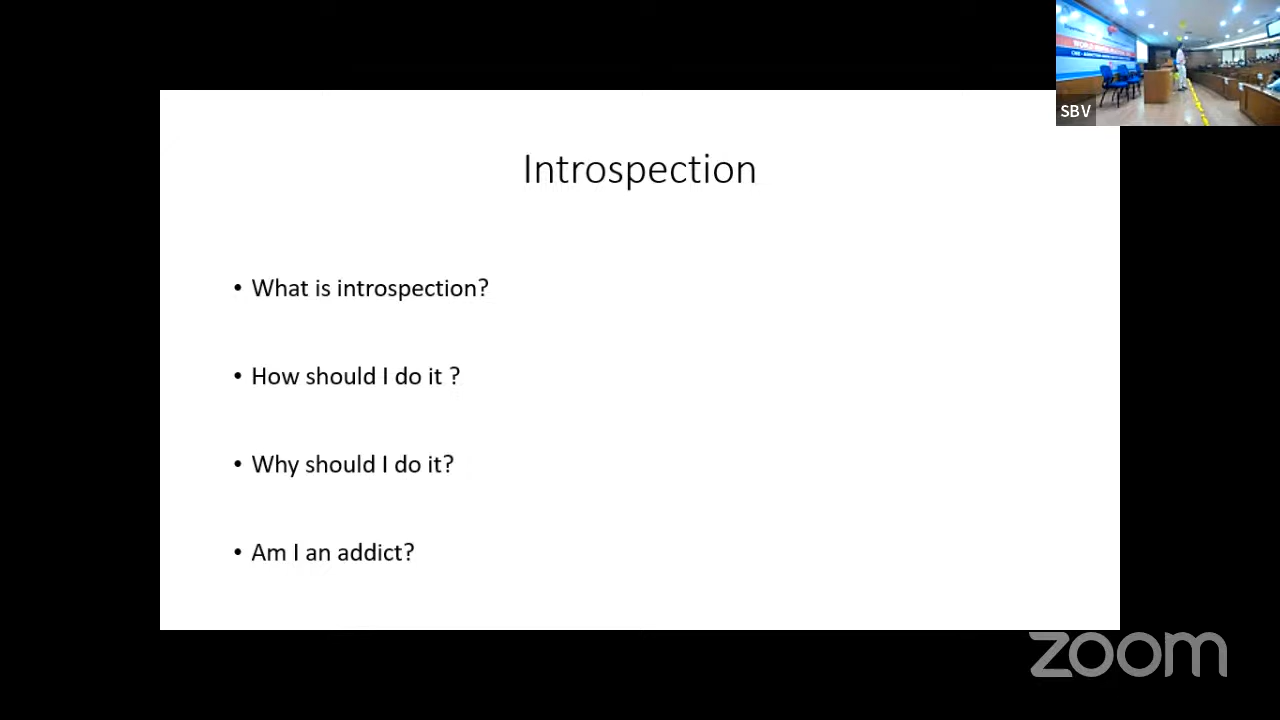 Introspection
• What is introspection?
• How should I do it ?
• Why should I do it?
• Am I an addict?
SBV
zoom